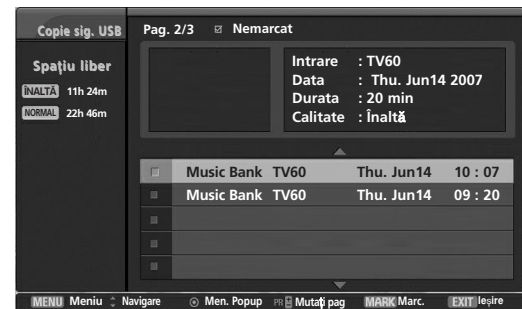 Copie sig. USB
Pag. 2/3 Nemarcat
Spaţiu liber
ÎNALTĂ 11h 24m
NORMAL 22h 46m
Intrare : TV60
Data : Thu. Jun14 2007
Durata : 20 min
Calitate : Înaltă
Music Bank TV60 Thu. Jun14 10 : 07
Music Bank TV60 Thu. Jun14 09 : 20
MENU Meniu Navigare Men. Popup PR Mutaţi pag MARK Marc. EXIT Ieşire